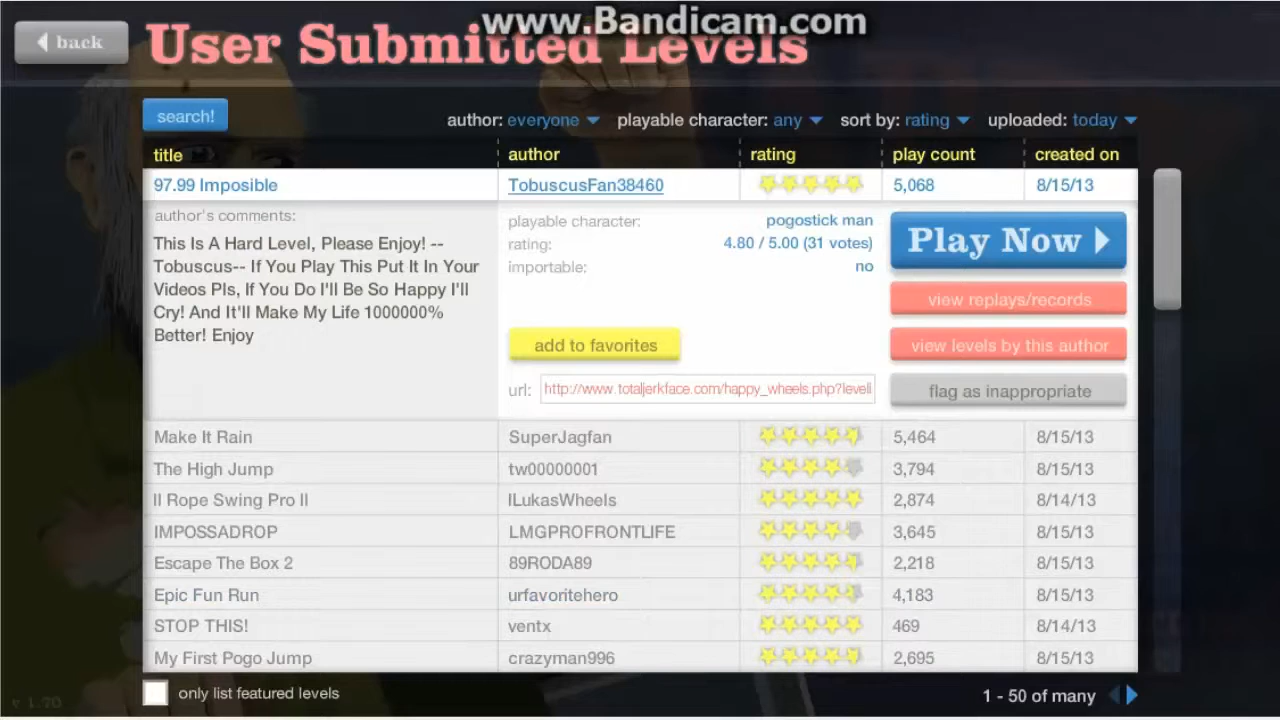 www.Bandicam.com
back
User Submitted Levels
search!
author: everyone playable character: any sort by: rating uploaded: today
title author rating play count created on
97.99 Imposible TobuscusFan38460 5,068 8/15/13
author's comments:
This Is A Hard Level, Please Enjoy! --
Tobuscus-- If You Play This Put It In Your
Videos Pls, If You Do I'll Be So Happy I'll
Cry! And It'll Make My Life 1000000%
Better! Enjoy
playable character: pogostick man
rating: 4.80 / 5.00 (31 votes)
importable: no
add to favorites
url: http://www.totaljerkface.com/happy_wheels.php?leveli
Play Now
view replays/records
view levels by this author
flag as inappropriate
Make It Rain SuperJagfan 5,464 8/15/13
The High Jump tw00000001 3,794 8/15/13
ll Rope Swing Pro ll lLukasWheels 2,874 8/14/13
IMPOSSADROP LMGPROFRONTLIFE 3,645 8/15/13
Escape The Box 2 89RODA89 2,218 8/15/13
Epic Fun Run urfavoritehero 4,183 8/15/13
STOP THIS! ventx 469 8/14/13
My First Pogo Jump crazyman996 2,695 8/15/13
only list featured levels
1 - 50 of many
v 1.70